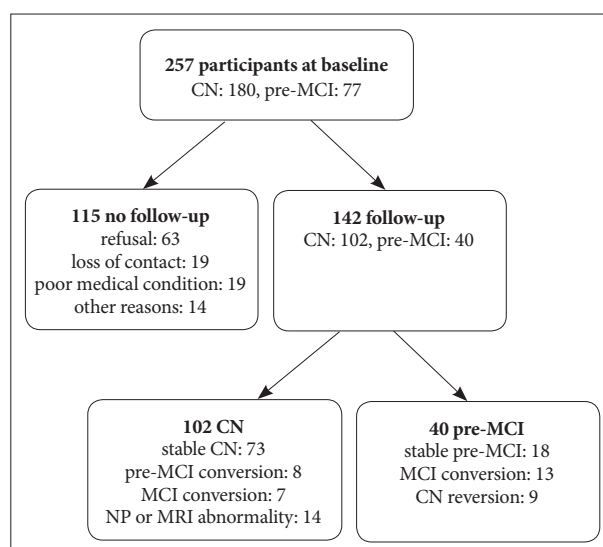 257 participants at baseline
CN: 180, pre-MCI: 77
115 no follow-up
refusal: 63
loss of contact: 19
poor medical condition: 19
other reasons: 14
142 follow-up
CN: 102, pre-MCI: 40
102 CN
stable CN: 73
pre-MCI conversion: 8
MCI conversion: 7
NP or MRI abnormality: 14
40 pre-MCI
stable pre-MCI: 18
MCI conversion: 13
CN reversion: 9